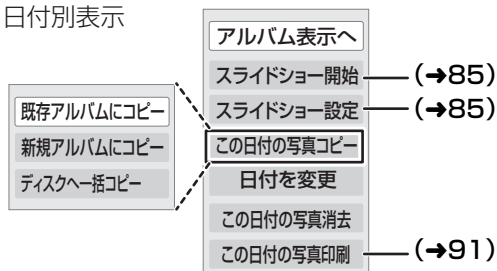 日付別表示
アルバム表示へ
スライドショー開始 (➔85)
スライドショー設定 (➔85)
この日付の写真コピー
既存アルバムにコピー
新規アルバムにコピー
ディスクへ一括コピー
日付を変更
この日付の写真消去
この日付の写真印刷 (➔91)